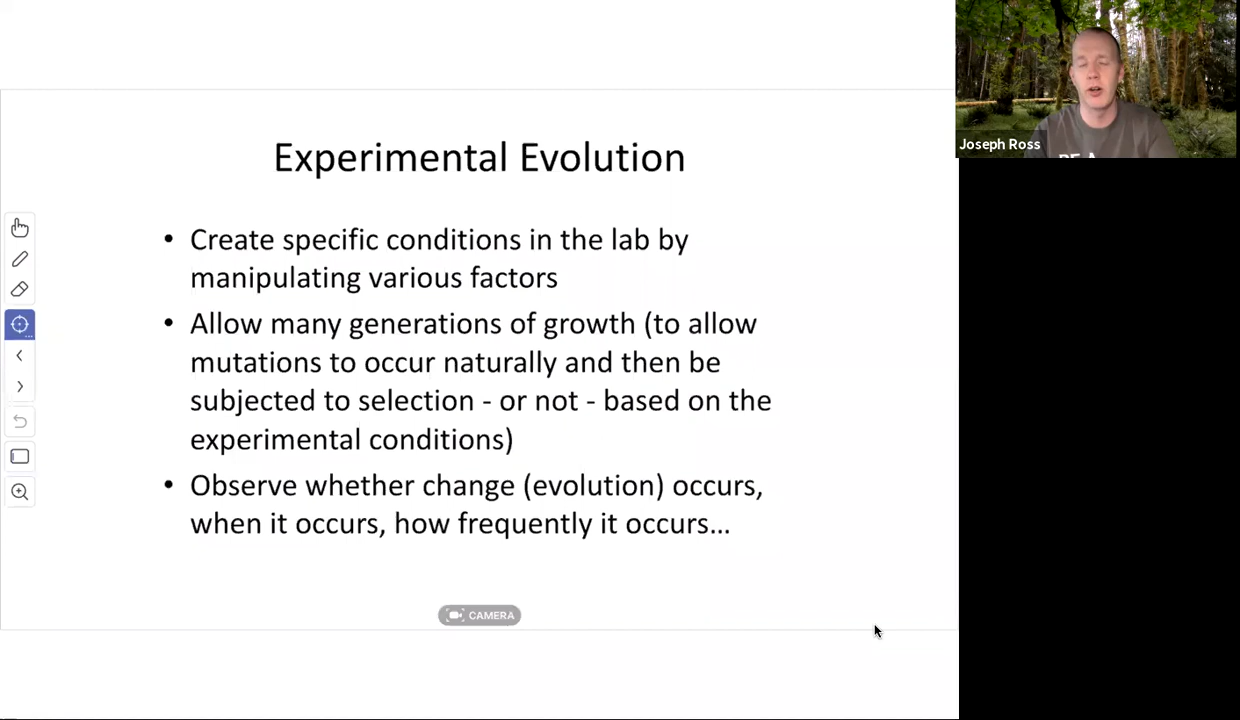 Experimental Evolution
• Create specific conditions in the lab by
manipulating various factors
• Allow many generations of growth (to allow
mutations to occur naturally and then be
subjected to selection - or not - based on the
experimental conditions)
• Observe whether change (evolution) occurs,
when it occurs, how frequently it occurs…
CAMERA
Joseph Ross
BE A